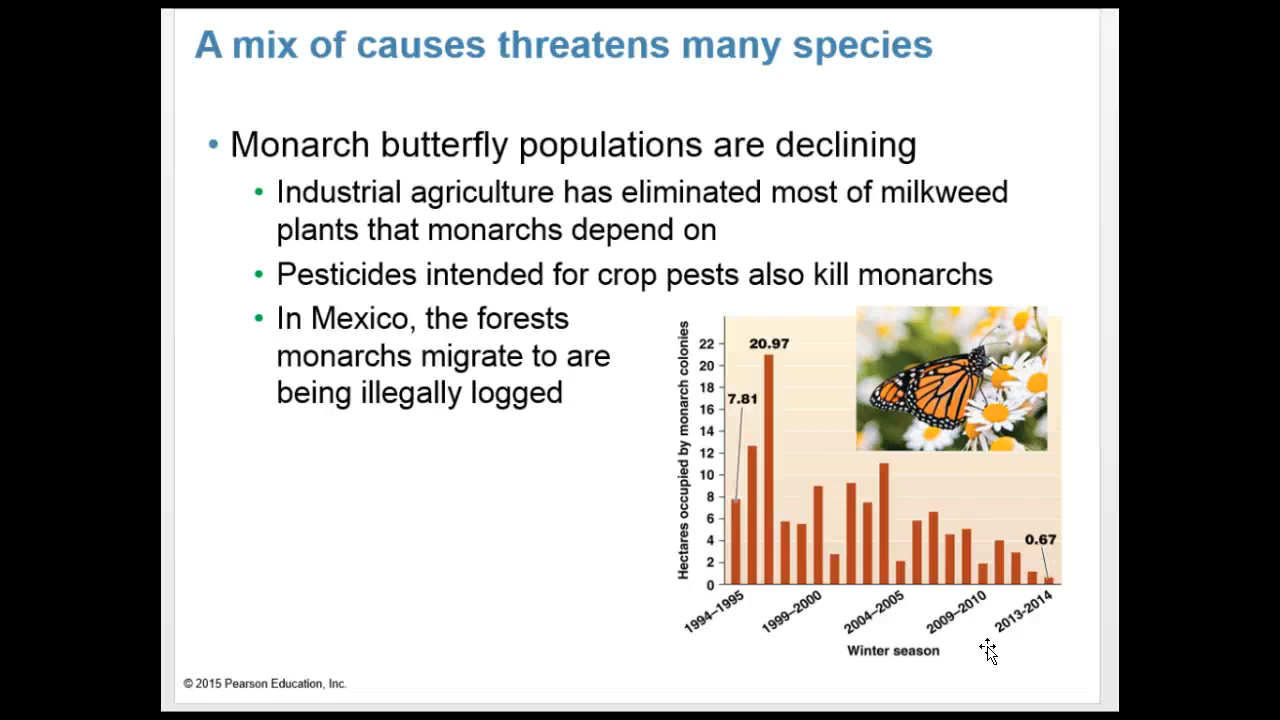 A mix of causes threatens many species
• Monarch butterfly populations are declining
• Industrial agriculture has eliminated most of milkweed
plants that monarchs depend on
• Pesticides intended for crop pests also kill monarchs
• In Mexico, the forests
monarchs migrate to are
being illegally logged
Hectares occupied by monarch colonies
22
20
18
16
14
12
10
8
6
4
2
0
7.81
20.97
0.67
1994–1995
1999–2000
2004–2005
2009–2010
2013-2014
Winter season
© 2015 Pearson Education, Inc.